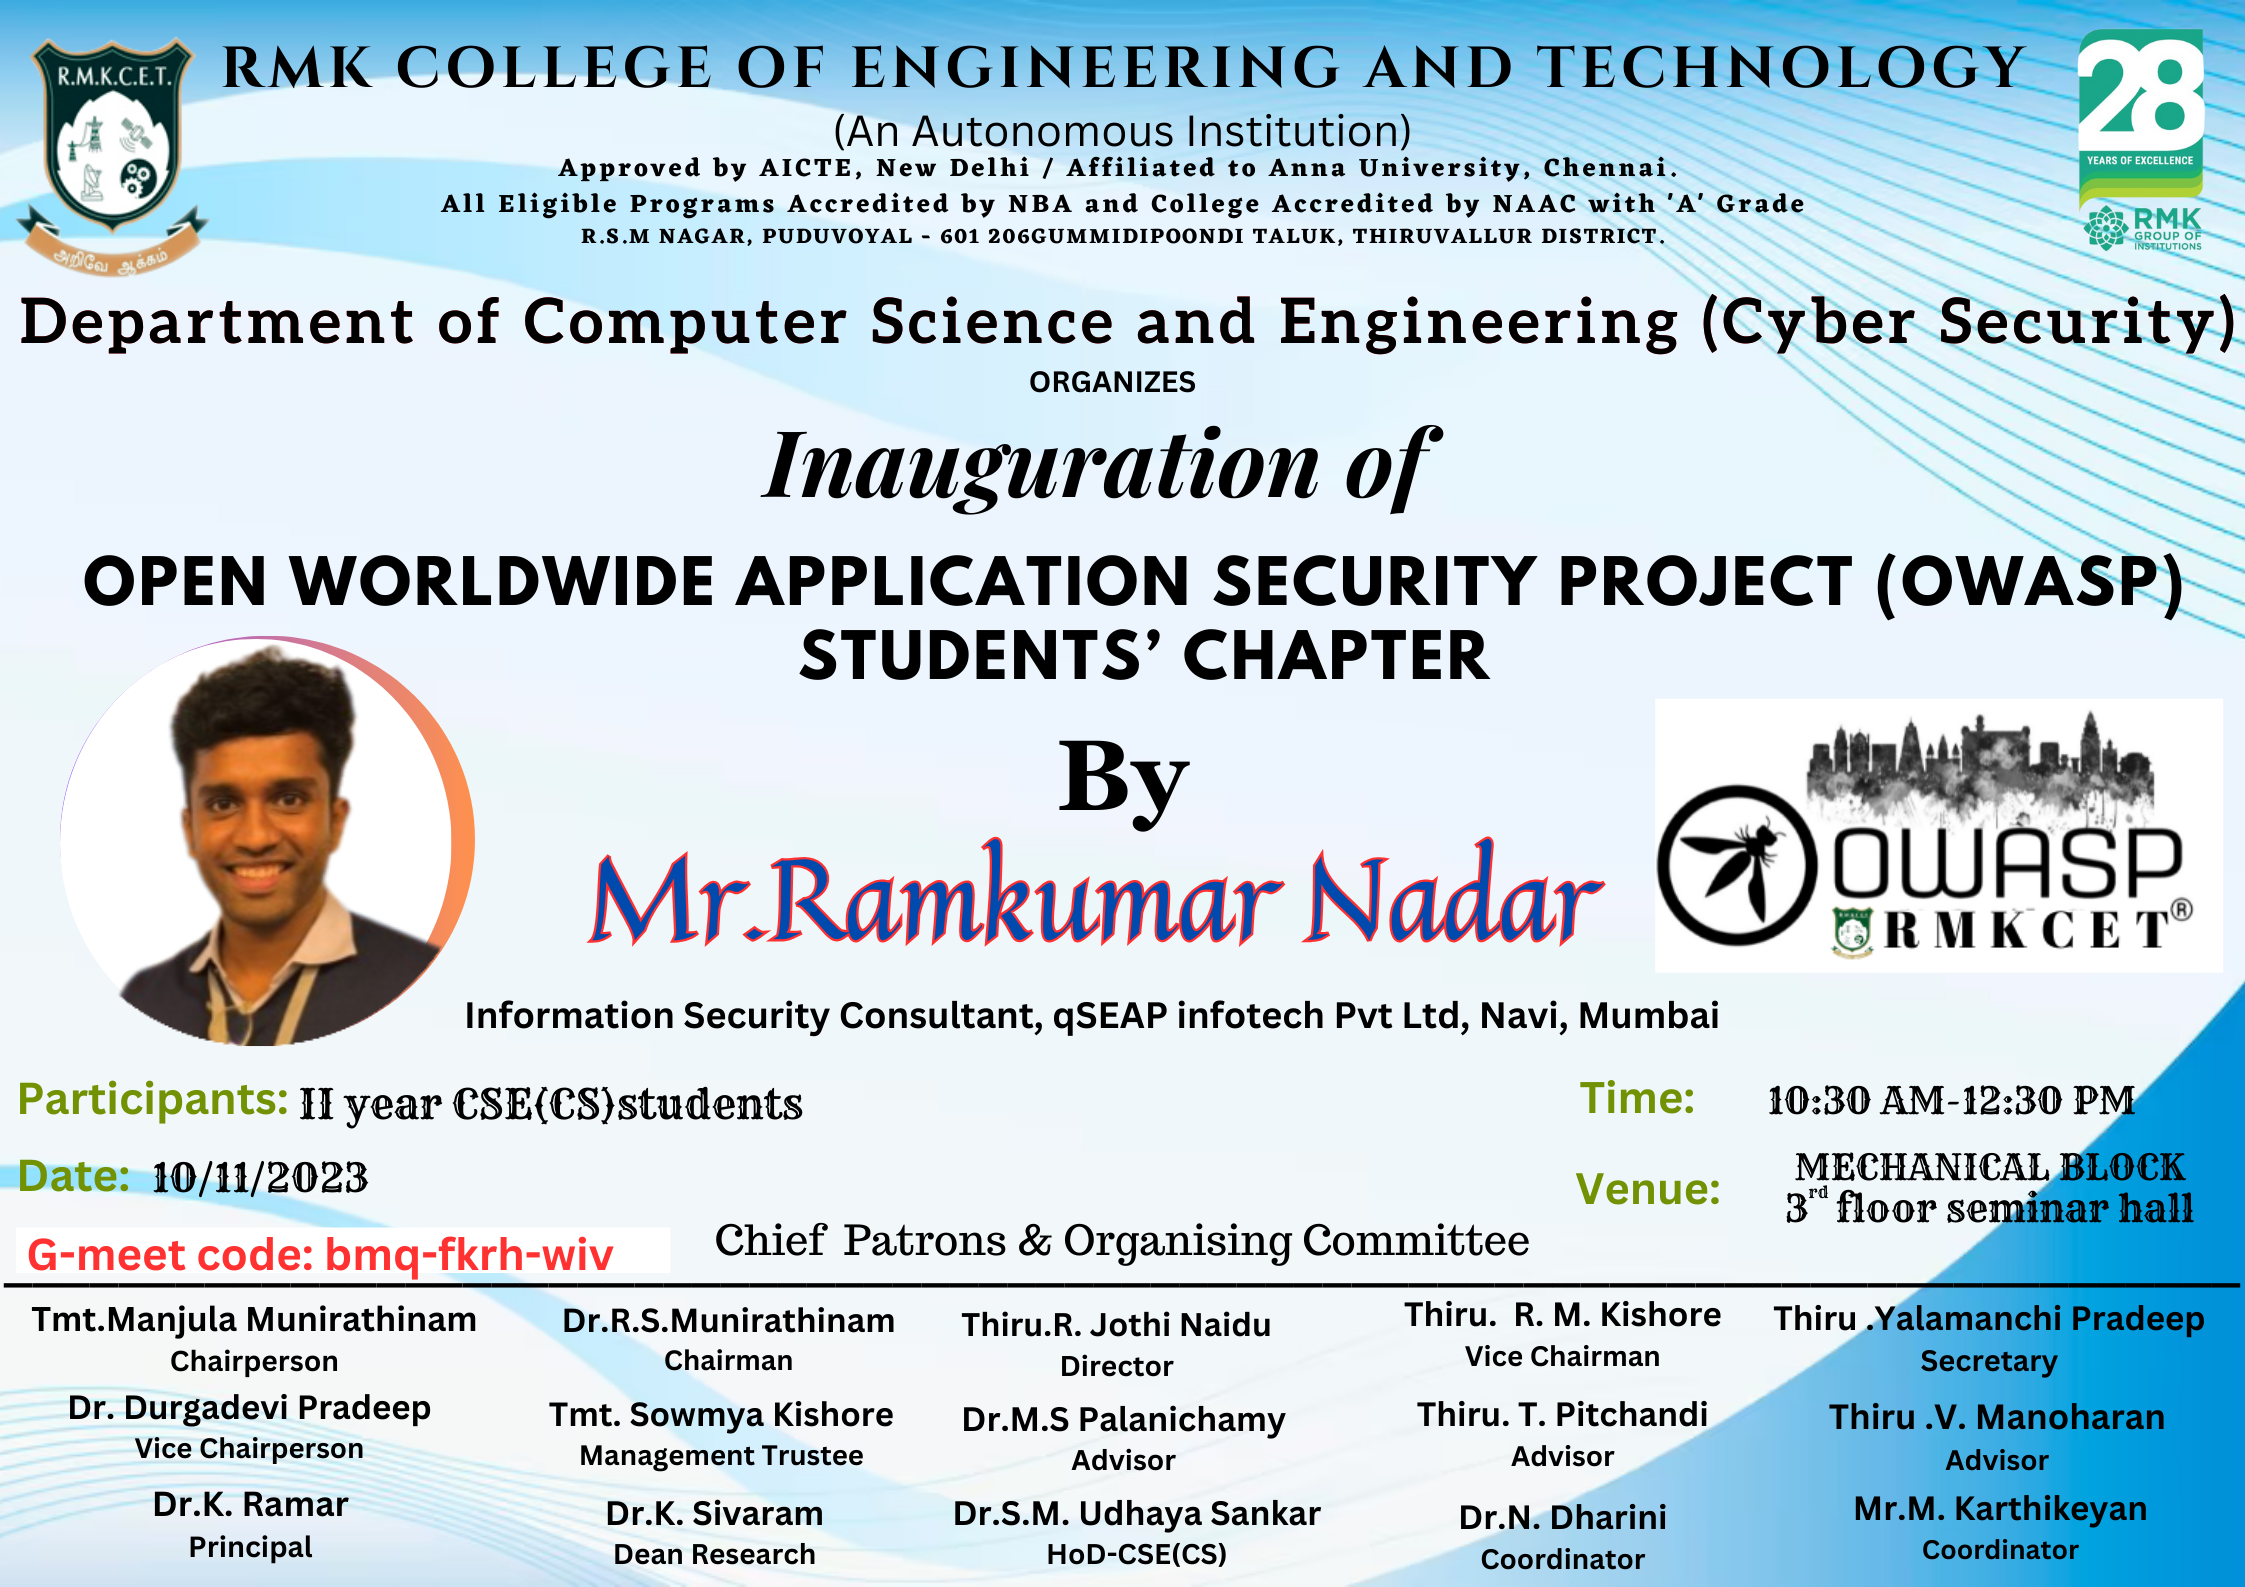 R.M.K.C.E.T.
அறிவே ஆக்கம்
RMK COLLEGE OF ENGINEERING AND TECHNOLOGY
(An Autonomous Institution)
Approved by AICTE, New Delhi / Affiliated to Anna University, Chennai.
All Eligible Programs Accredited by NBA and College Accredited by NAAC with 'A' Grade
R.S.M NAGAR, PUDUVOYAL - 601 206GUMMIDIPOONDI TALUK, THIRUVALLUR DISTRICT.
28
YEARS OF EXCELLENCE
RMK
GROUP OF
INSTITUTIONS
Department of Computer Science and Engineering (Cyber Security)
ORGANIZES
Inauguration of
OPEN WORLDWIDE APPLICATION SECURITY PROJECT (OWASP)
STUDENTS’ CHAPTER
By
Mr.Ramkumar Nadar
OWASP®
RMKCET
Information Security Consultant, qSEAP infotech Pvt Ltd, Navi, Mumbai
Participants: II year CSE(CS)students
Time: 10:30 AM-12:30 PM
Date: 10/11/2023
Venue: MECHANICAL BLOCK
3rd floor seminar hall
G-meet code: bmq-fkrh-wiv
Chief Patrons & Organising Committee
Tmt.Manjula Munirathinam
Chairperson
Dr.R.S.Munirathinam
Chairman
Thiru.R. Jothi Naidu
Director
Thiru. R. M. Kishore
Vice Chairman
Thiru .Yalamanchi Pradeep
Secretary
Dr. Durgadevi Pradeep
Vice Chairperson
Tmt. Sowmya Kishore
Management Trustee
Dr.M.S Palanichamy
Advisor
Thiru. T. Pitchandi
Advisor
Thiru .V. Manoharan
Advisor
Dr.K. Ramar
Principal
Dr.K. Sivaram
Dean Research
Dr.S.M. Udhaya Sankar
HoD-CSE(CS)
Dr.N. Dharini
Coordinator
Mr.M. Karthikeyan
Coordinator